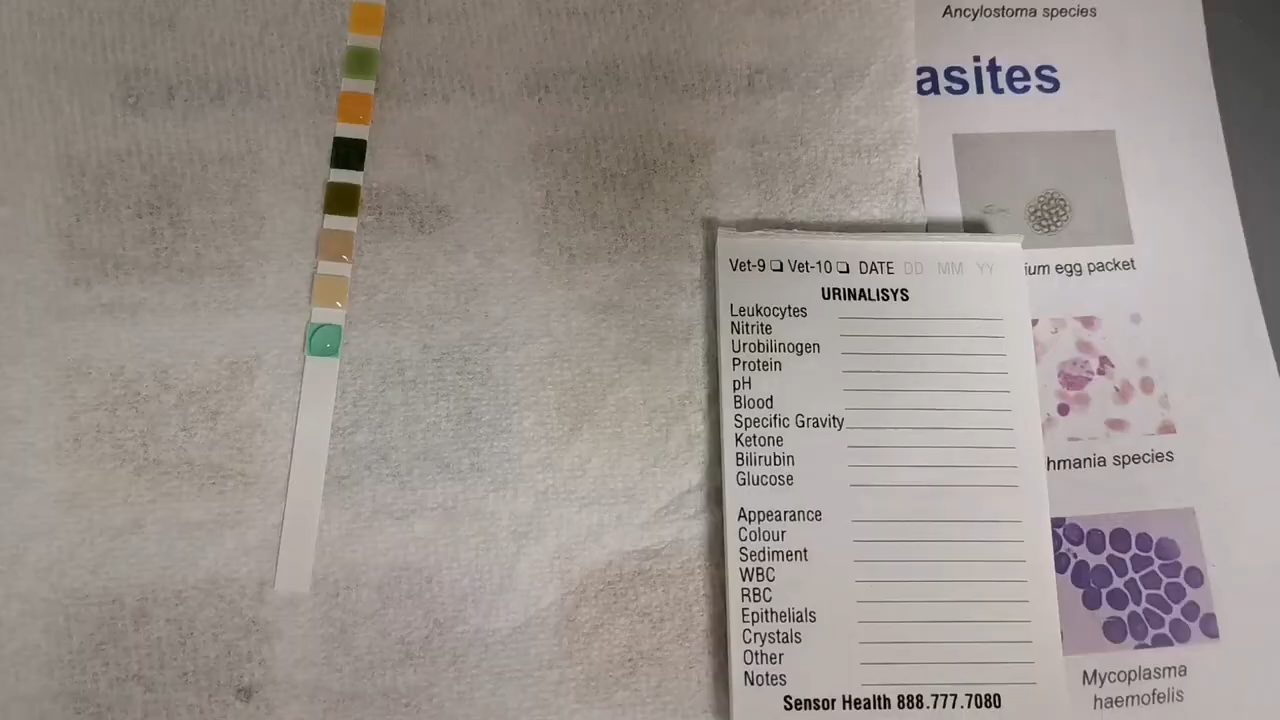 Ancylostoma species
asites
ium egg packet
hmania species
Mycoplasma
haemofelis
Vet-9 ❏ Vet-10 ❏ DATE DD MM YY
URINALISYS
Leukocytes
Nitrite
Urobilinogen
Protein
pH
Blood
Specific Gravity
Ketone
Bilirubin
Glucose
Appearance
Colour
Sediment
WBC
RBC
Epithelials
Crystals
Other
Notes
Sensor Health 888.777.7080